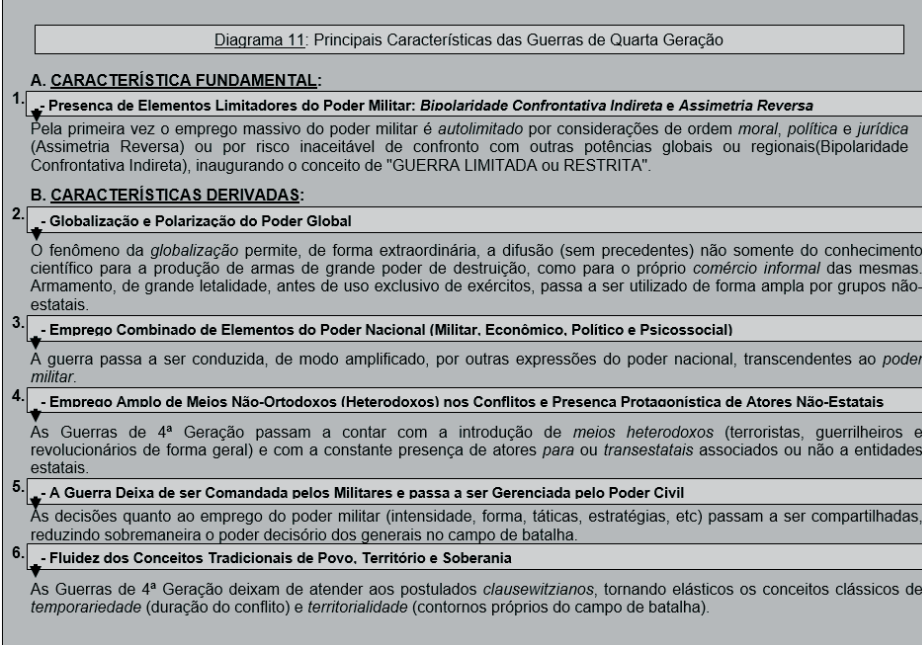 Diagrama 11: Principais Características das Guerras de Quarta Geração
A. CARACTERÍSTICA FUNDAMENTAL:
1. - Presença de Elementos Limitadores do Poder Militar: Bipolaridade Confrontativa Indireta e Assimetria Reversa
Pela primeira vez o emprego massivo do poder militar é autolimitado por considerações de ordem moral, política e jurídica
(Assimetria Reversa) ou por risco inaceitável de confronto com outras potências globais ou regionais(Bipolaridade
Confrontativa Indireta), inaugurando o conceito de "GUERRA LIMITADA ou RESTRITA".
B. CARACTERÍSTICAS DERIVADAS:
2. - Globalização e Polarização do Poder Global
O fenômeno da globalização permite, de forma extraordinária, a difusão (sem precedentes) não somente do conhecimento
científico para a produção de armas de grande poder de destruição, como para o próprio comércio informal das mesmas.
Armamento, de grande letalidade, antes de uso exclusivo de exércitos, passa a ser utilizado de forma ampla por grupos não-
estatais.
3. - Emprego Combinado de Elementos do Poder Nacional (Militar, Econômico, Político e Psicossocial)
A guerra passa a ser conduzida, de modo amplificado, por outras expressões do poder nacional, transcendentes ao poder
militar.
4. - Emprego Amplo de Meios Não-Ortodoxos (Heterodoxos) nos Conflitos e Presença Protagonística de Atores Não-Estatais
As Guerras de 4ª Geração passam a contar com a introdução de meios heterodoxos (terroristas, guerrilheiros e
revolucionários de forma geral) e com a constante presença de atores para ou transestatais associados ou não a entidades
estatais.
5. - A Guerra Deixa de ser Comandada pelos Militares e passa a ser Gerenciada pelo Poder Civil
As decisões quanto ao emprego do poder militar (intensidade, forma, táticas, estratégias, etc) passam a ser compartilhadas,
reduzindo sobremaneira o poder decisório dos generais no campo de batalha.
6. - Fluidez dos Conceitos Tradicionais de Povo, Território e Soberania
As Guerras de 4ª Geração deixam de atender aos postulados clausewitzianos, tornando elásticos os conceitos clássicos de
temporariedade (duração do conflito) e territorialidade (contornos próprios do campo de batalha).